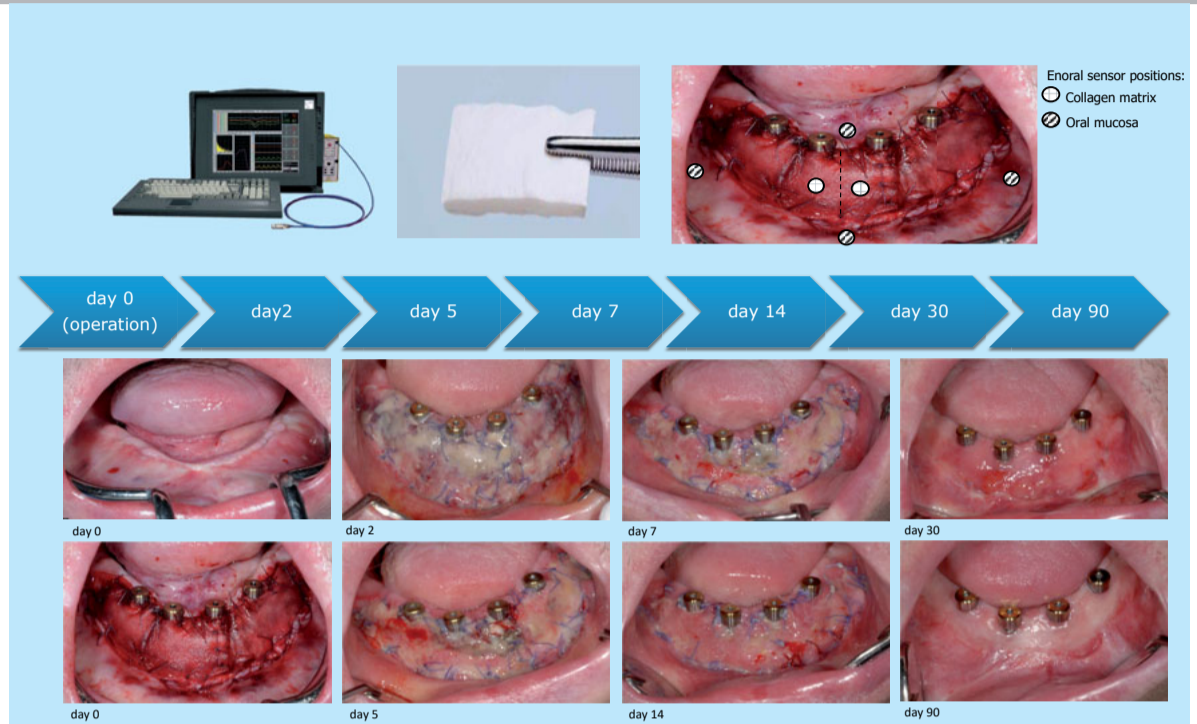 Enoral sensor positions:
Collagen matrix
Oral mucosa
day 0
(operation)
day2
day 5
day 7
day 14
day 30
day 90
day 0
day 2
day 7
day 30
day 0
day 5
day 14
day 90